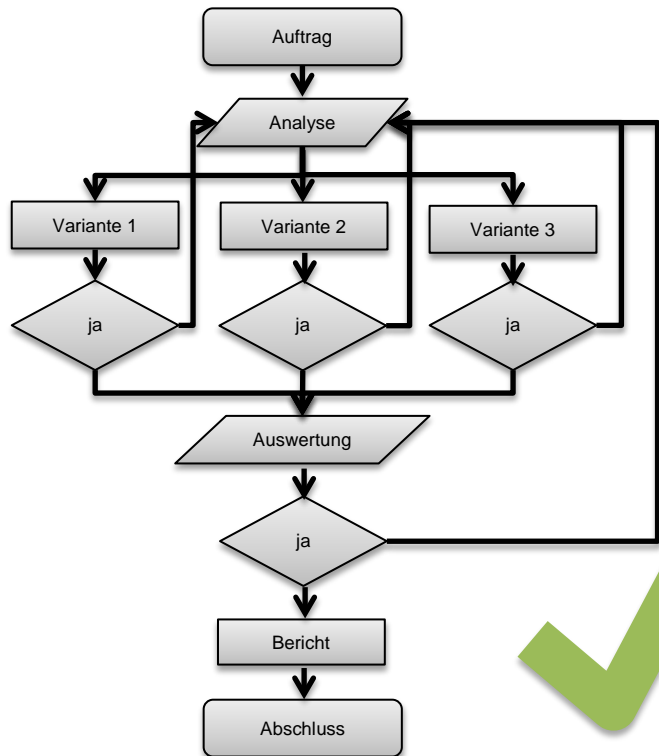 Auftrag
Analyse
Variante 1
Variante 2
Variante 3
ja
ja
ja
Auswertung
ja
Bericht
Abschluss